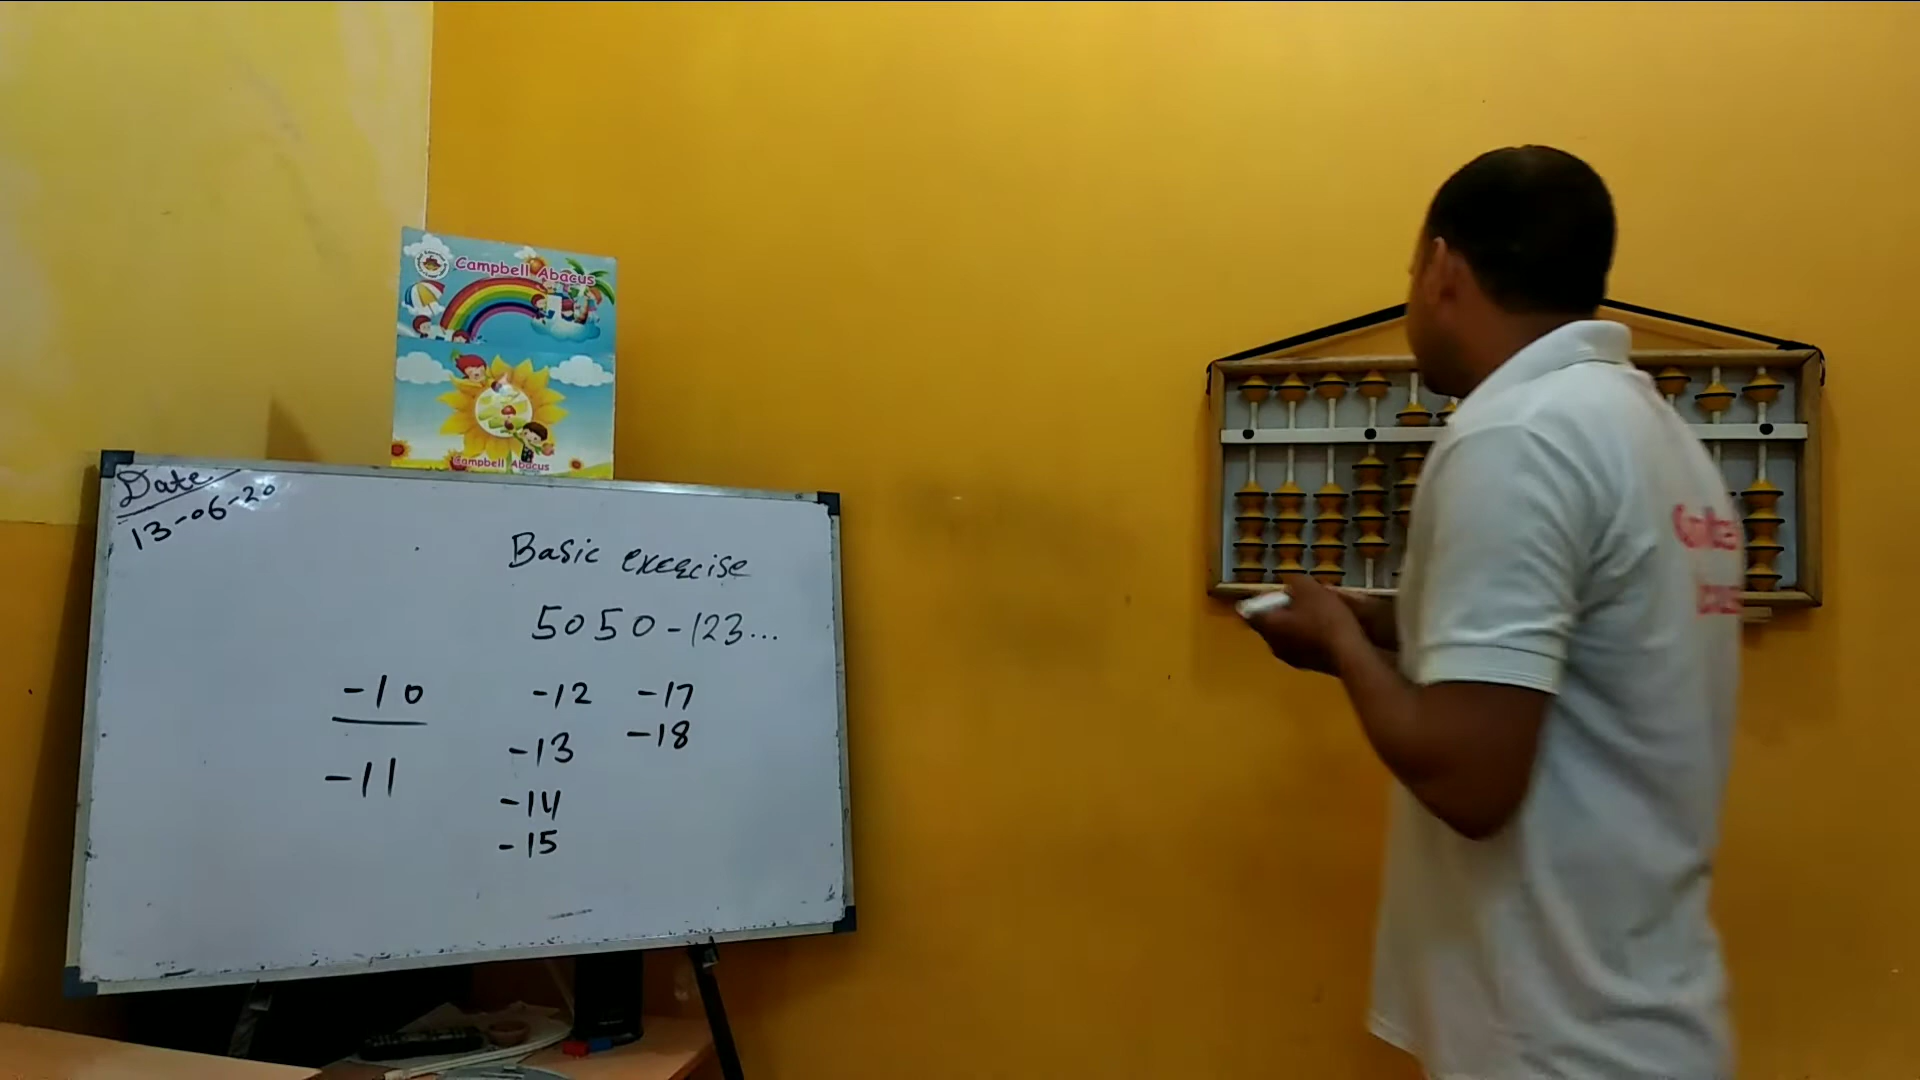 Campbell Abacus
Campbell Abacus
Date
13-06-20
Basic exercise
5050-123...
-10
-11
-12
-13
-14
-15
-17
-18